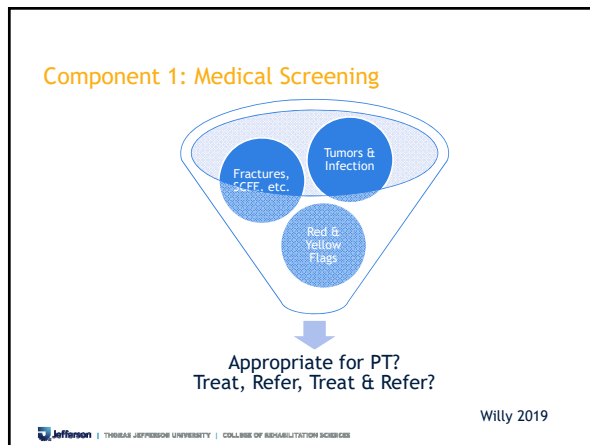 Component 1: Medical Screening
Tumors &
Infection
Fractures,
SCFE, etc.
Red &
Yellow
Flags
Appropriate for PT?
Treat, Refer, Treat & Refer?
Willy 2019
Jefferson | THOMAS JEFFERSON UNIVERSITY | COLLEGE OF REHABILITATION SCIENCES